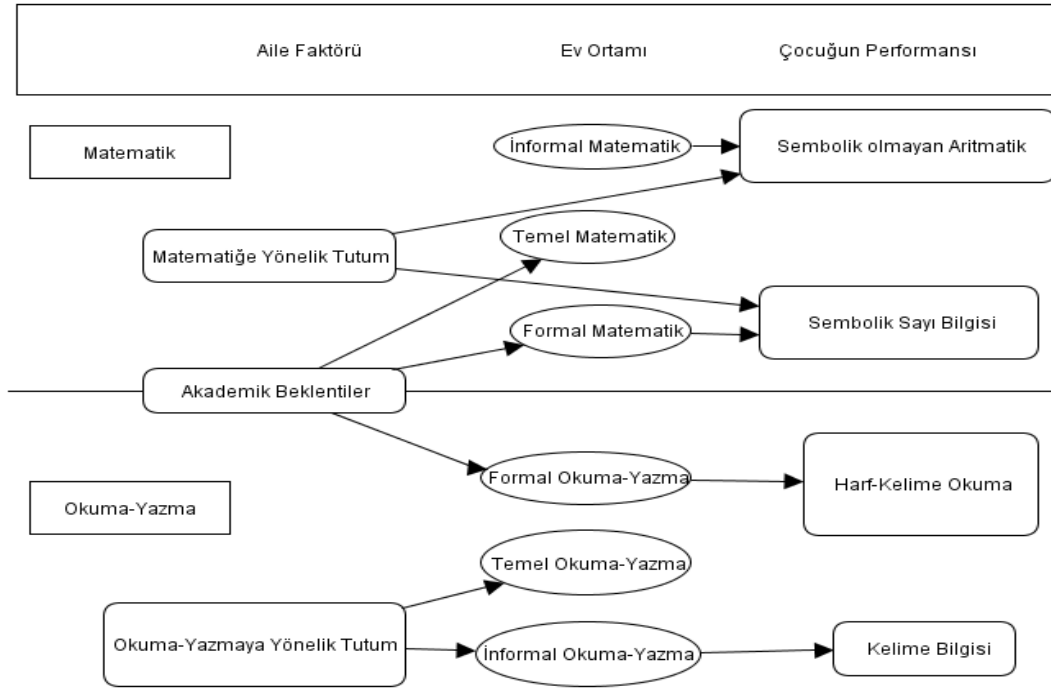 Aile Faktörü
Ev Ortamı
Çocuğun Performansı
Matematik
İnformal Matematik
Sembolik olmayan Aritmatik
Matematiğe Yönelik Tutum
Temel Matematik
Formal Matematik
Sembolik Sayı Bilgisi
Akademik Beklentiler
Formal Okuma-Yazma
Harf-Kelime Okuma
Okuma-Yazma
Temel Okuma-Yazma
Okuma-Yazmaya Yönelik Tutum
İnformal Okuma-Yazma
Kelime Bilgisi